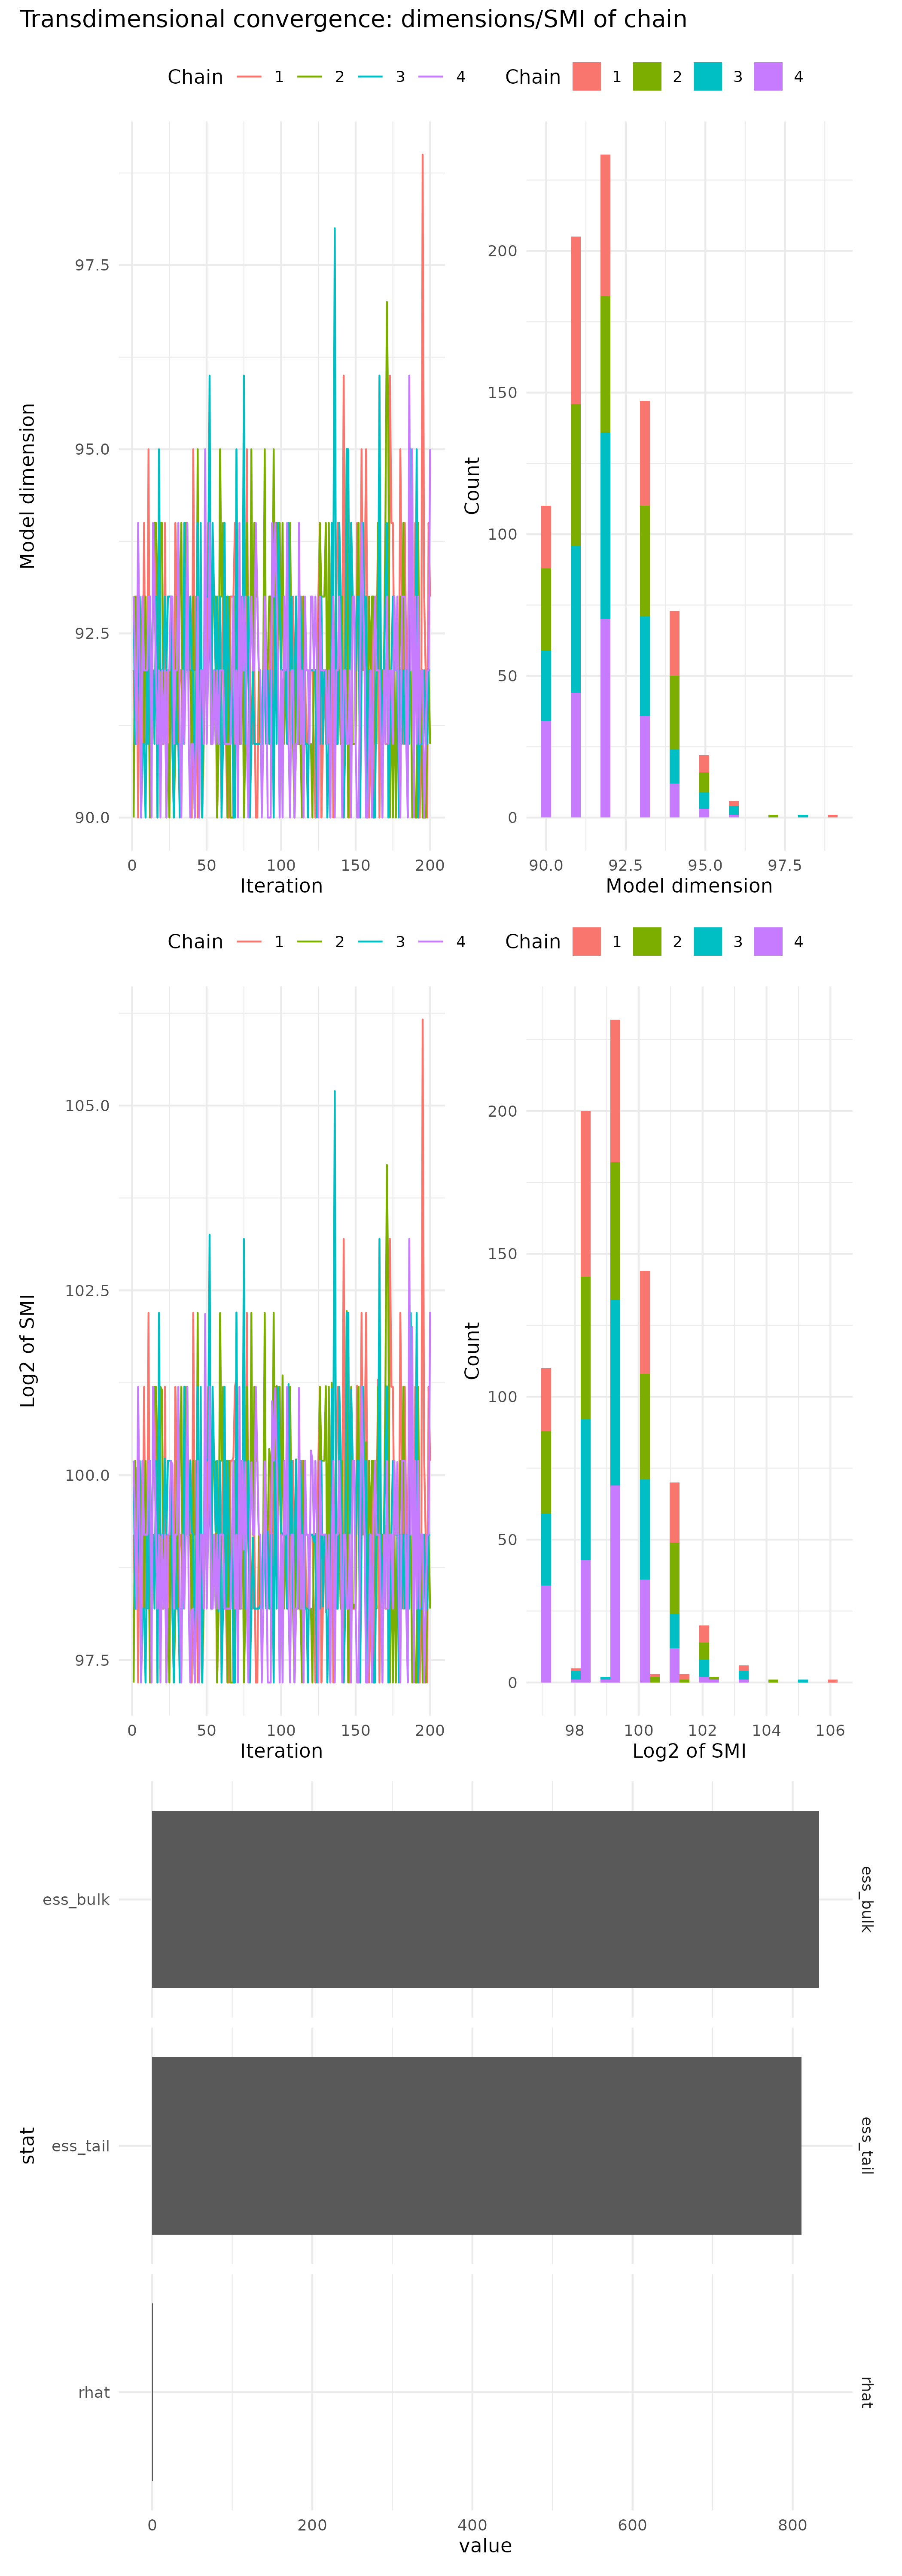 Transdimensional convergence: dimensions/SMI of chain
Chain 1 2 3 4
Chain 1 2 3 4
Model dimension
97.5
95.0
92.5
90.0
0 50 100 150 200
Iteration
Count
200
150
100
50
0
90.0 92.5 95.0 97.5
Model dimension
Chain 1 2 3 4
Chain 1 2 3 4
Log2 of SMI
105.0
102.5
100.0
97.5
0 50 100 150 200
Iteration
Count
200
150
100
50
0
98 100 102 104 106
Log2 of SMI
stat
ess_bulk
ess_bulk
ess_tail
ess_tail
rhat
rhat
0 200 400 600 800
value